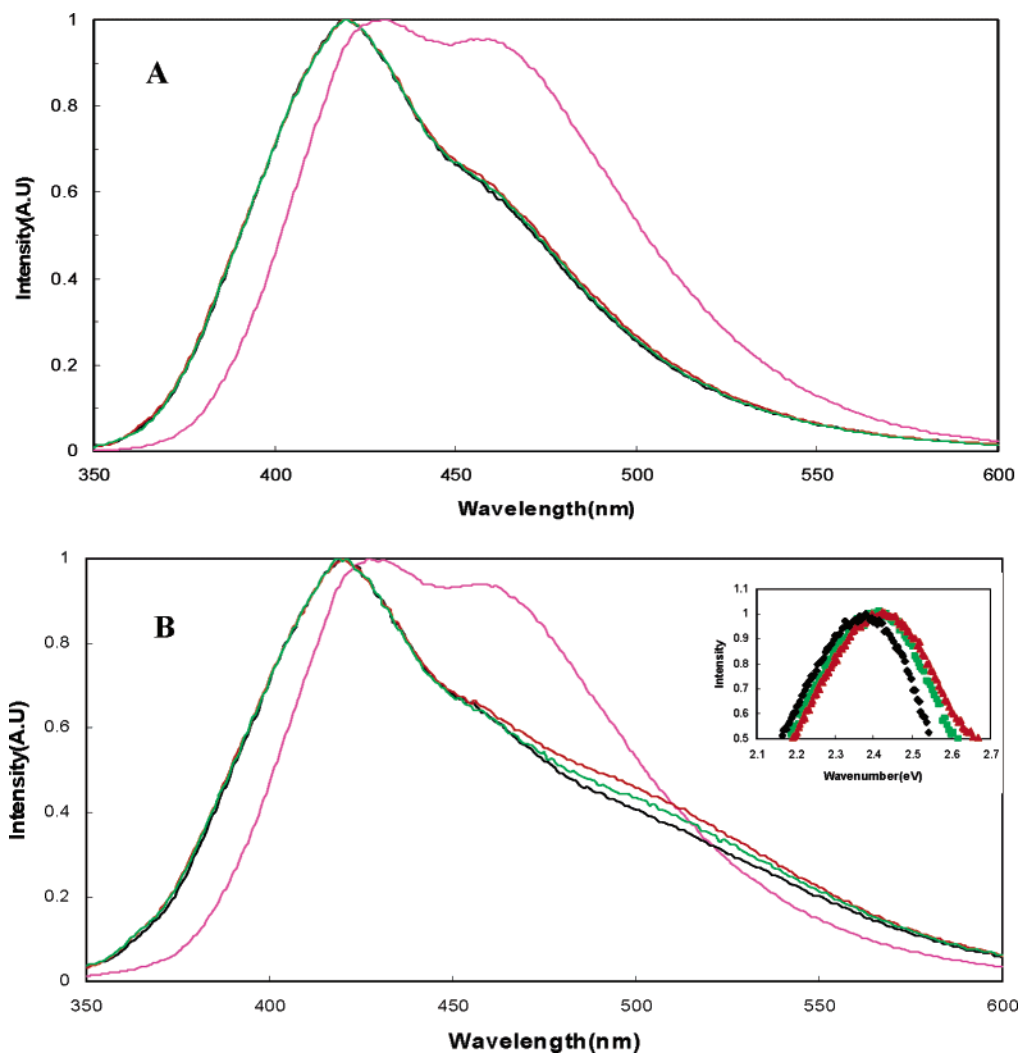 A
Intensity(A.U)
1
0.8
0.6
0.4
0.2
0
350 400 450 500 550 600
Wavelength(nm)
B
Intensity(A.U)
1
0.8
0.6
0.4
0.2
0
350 400 450 500 550 600
Wavelength(nm)
Intensity
1.1
1
0.9
0.8
0.7
0.6
0.5
2.1 2.2 2.3 2.4 2.5 2.6 2.7
Wavenumber(eV)